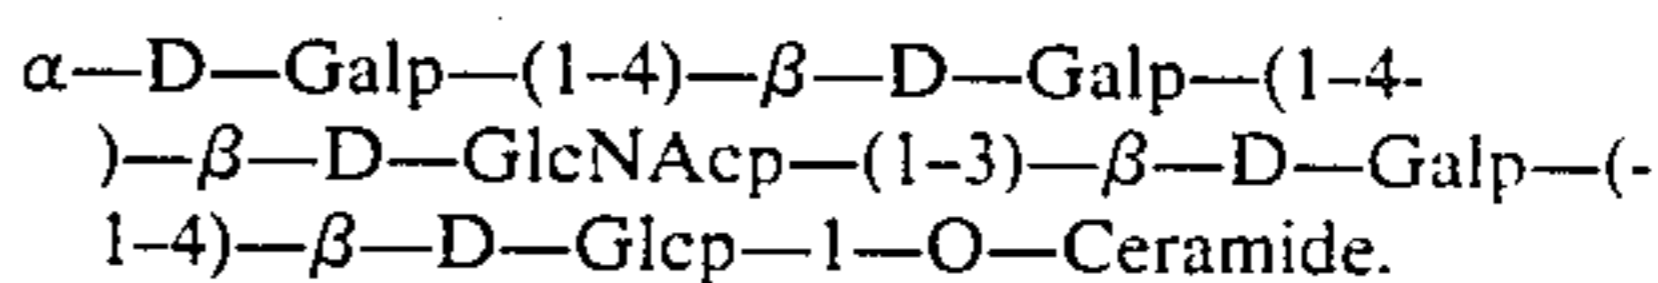 α—D—Galp—(1–4)—β—D—Galp—(1–4-
)—β—D—GlcNAcp—(1–3)—β—D—Galp—(-
1–4)—β—D—Glcp—1—O—Ceramide.